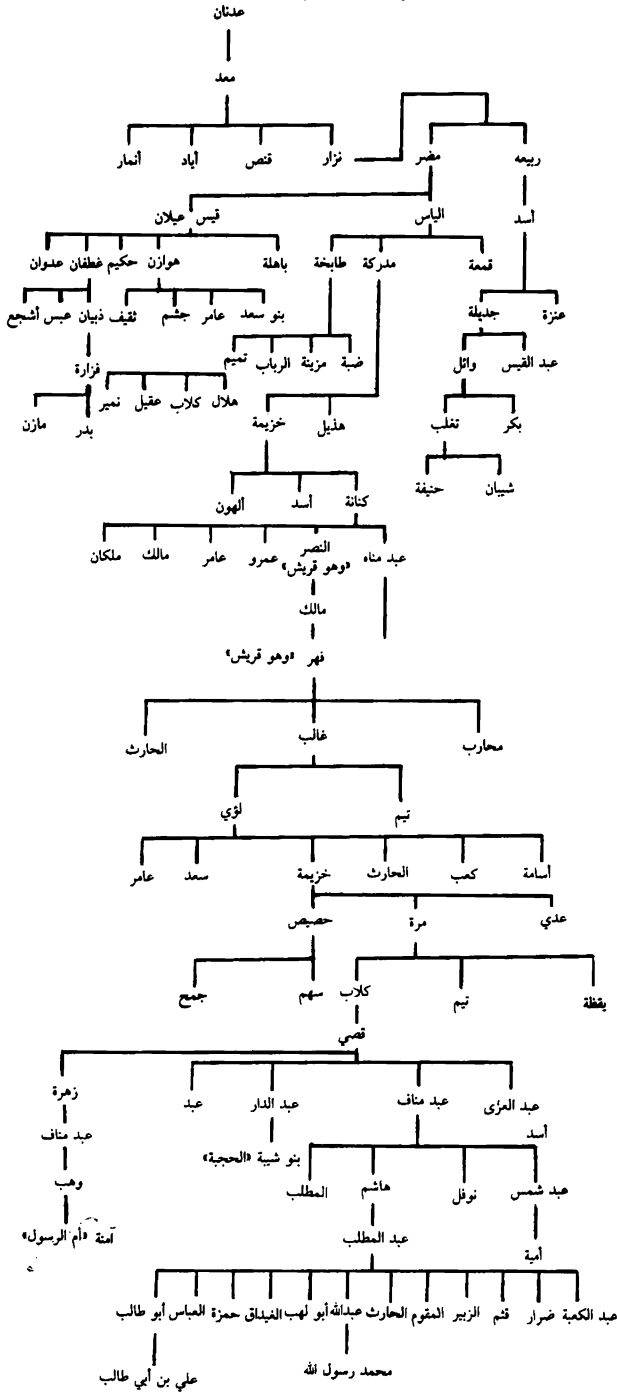 عدنان
معد
ربيعه مضر نزار قنص أياد أنمار
أسد الياس قيس عيلان
قمعة مدركة طابخة باهلة هوازن حكيم غطفان عدوان
عنزة جديلة بنو سعد عامر جشم ثقيف ذبيان عبس أشجع
عبد القيس وائل ضبة مزينة الرباب تميم فزارة
هلال كلاب عقيل نمير
بكر تغلب هذيل خزيمة بدر مازن
شيبان حنيفة كنانة أسد ألهون
عبد مناه النصر عمرو عامر مالك ملكان
«وهو قريش»
مالك
فهر «وهو قريش»
محارب غالب الحارث
تيم لؤي
أسامة كعب الحارث خزيمة سعد عامر
عدي مرة حصيص
يقظة تيم كلاب سهم جمح
قصي
عبد العزى عبد مناف عبد الدار عبد زهرة
أسد بنو شيبة «الحجبة» عبد مناف
عبد شمس نوفل هاشم المطلب وهب
أمية عبد المطلب آمنة «أم الرسول»
عبد الكعبة ضرار قثم الزبير المقوم الحارث عبدالله أبو لهب الغيداق حمزة العباس أبو طالب
محمد رسول الله علي بن أبي طالب